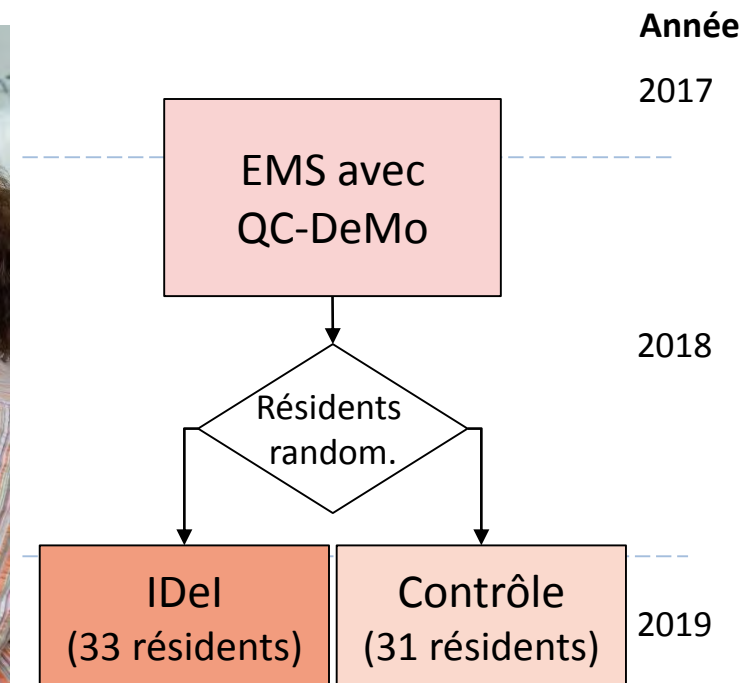 Année
2017
EMS avec
QC-DeMo
2018
Résidents
random.
IDeI
(33 résidents)
Contrôle
(31 résidents)
2019